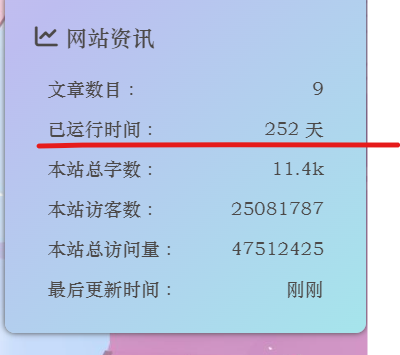 网站资讯
文章数目： 9
已运行时间： 252 天
本站总字数： 11.4k
本站访客数： 25081787
本站总访问量： 47512425
最后更新时间： 刚刚